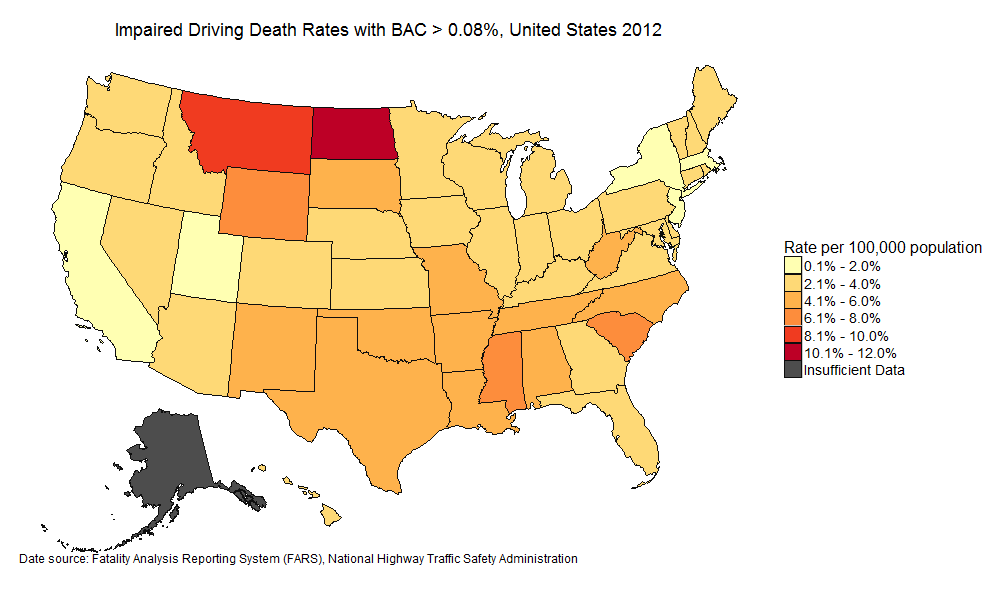 Impaired Driving Death Rates with BAC > 0.08%, United States 2012
Rate per 100,000 population
0.1% - 2.0%
2.1% - 4.0%
4.1% - 6.0%
6.1% - 8.0%
8.1% - 10.0%
10.1% - 12.0%
Insufficient Data
Date source: Fatality Analysis Reporting System (FARS), National Highway Traffic Safety Administration